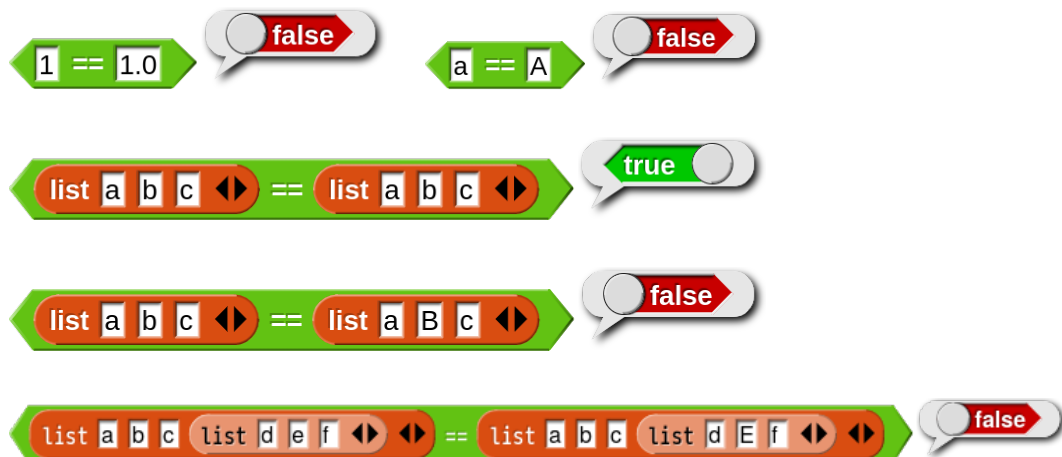 1 == 1.0 false a == A false
list a b c == list a b c true
list a b c == list a B c false
list a b c list d e f == list a b c list d E f false